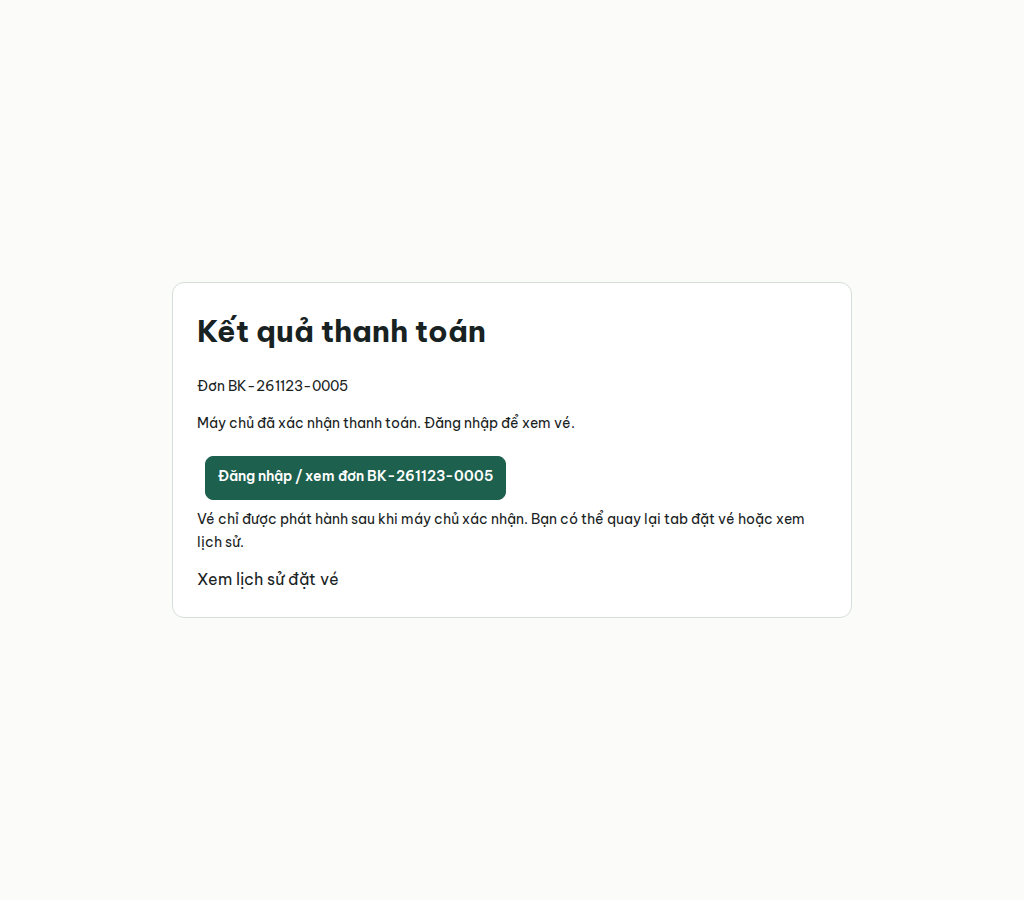 Kết quả thanh toán
Đơn BK-261123-0005
Máy chủ đã xác nhận thanh toán. Đăng nhập để xem vé.
Đăng nhập / xem đơn BK-261123-0005
Vé chỉ được phát hành sau khi máy chủ xác nhận. Bạn có thể quay lại tab đặt vé hoặc xem
lịch sử.
Xem lịch sử đặt vé